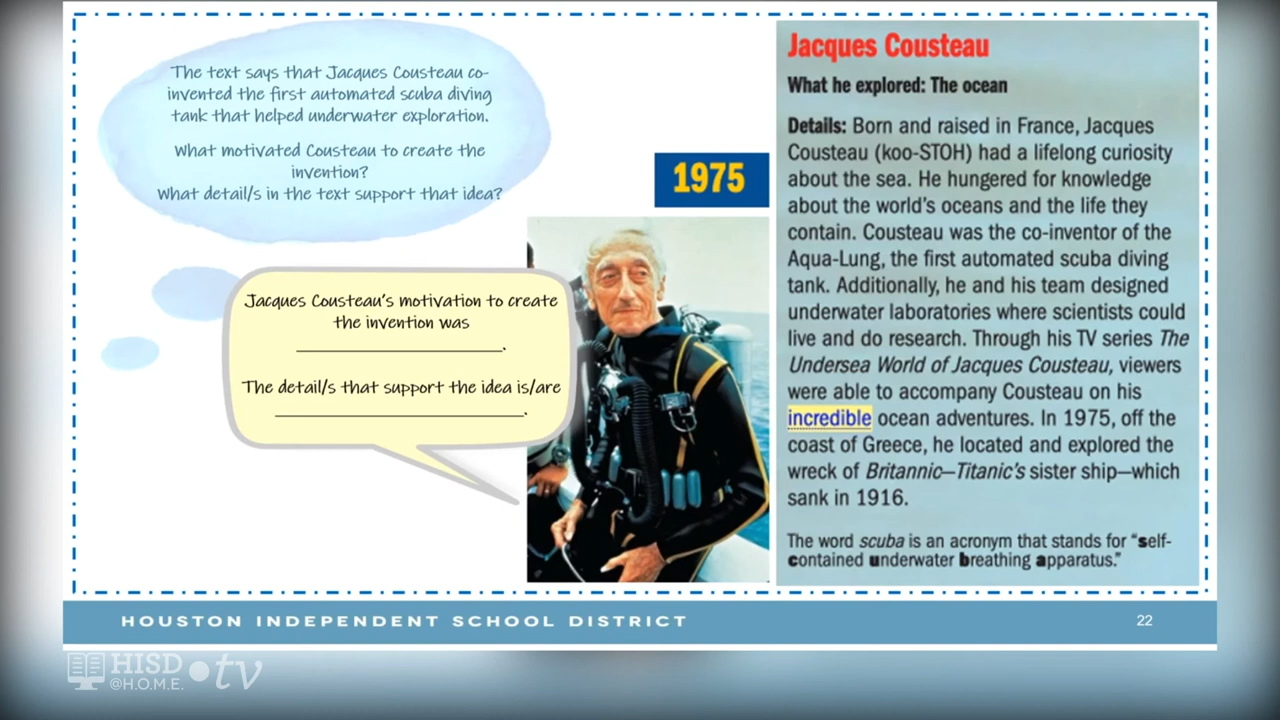 The text says that Jacques Cousteau co-
invented the first automated scuba diving
tank that helped underwater exploration.
What motivated Cousteau to create the
invention?
What detail/s in the text support that idea?
Jacques Cousteau's motivation to create
the invention was
____________________.
The detail/s that support the idea is/are
________________________.
1975
Jacques Cousteau
What he explored: The ocean
Details: Born and raised in France, Jacques
Cousteau (koo-STOH) had a lifelong curiosity
about the sea. He hungered for knowledge
about the world's oceans and the life they
contain. Cousteau was the co-inventor of the
Aqua-Lung, the first automated scuba diving
tank. Additionally, he and his team designed
underwater laboratories where scientists could
live and do research. Through his TV series The
Undersea World of Jacques Cousteau, viewers
were able to accompany Cousteau on his
incredible ocean adventures. In 1975, off the
coast of Greece, he located and explored the
wreck of Britannic—Titanic's sister ship—which
sank in 1916.
The word scuba is an acronym that stands for "self-
contained underwater breathing apparatus."
HOUSTON INDEPENDENT SCHOOL DISTRICT
22
HISD
@H.O.M.E.
tv